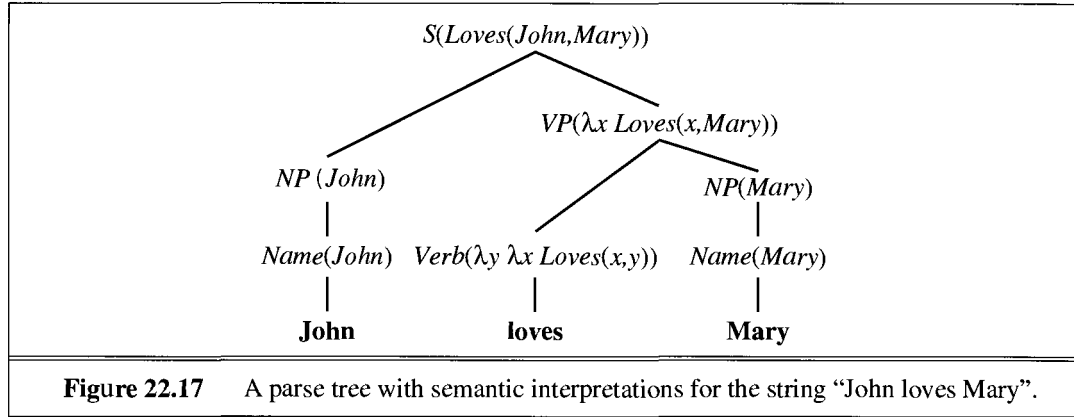 S(Loves(John,Mary))
VP(λx Loves(x,Mary))
NP (John)
NP(Mary)
Name(John) Verb(λy λx Loves(x,y)) Name(Mary)
John loves Mary
Figure 22.17 A parse tree with semantic interpretations for the string “John loves Mary”.